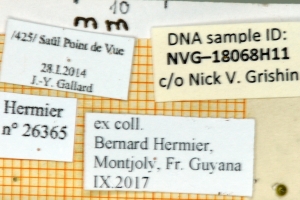 10
mm
/425/ Saül Point de Vue
28.I.2014
J.-Y. Gallard
DNA sample ID:
NVG–18068H11
c/o Nick V. Grishin
Hermier
n° 26365
ex coll.
Bernard Hermier,
Montjoly, Fr. Guyana
IX.2017